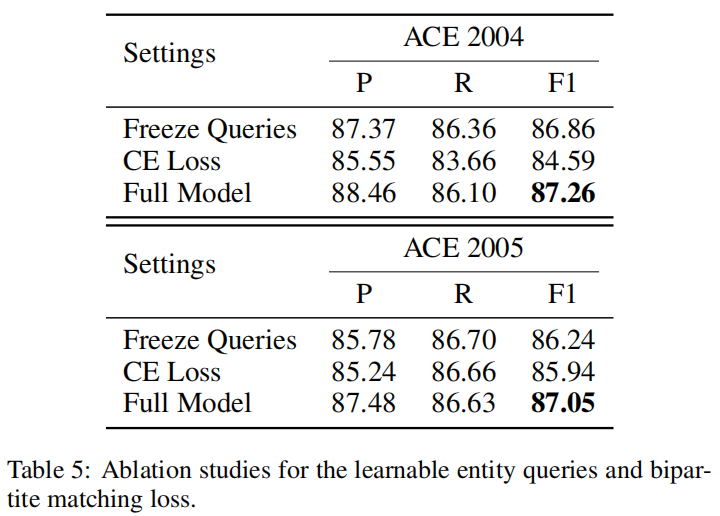 Settings ACE 2004
P R F1
Freeze Queries 87.37 86.36 86.86
CE Loss 85.55 83.66 84.59
Full Model 88.46 86.10 87.26
Settings ACE 2005
P R F1
Freeze Queries 85.78 86.70 86.24
CE Loss 85.24 86.66 85.94
Full Model 87.48 86.63 87.05
Table 5: Ablation studies for the learnable entity queries and bipar-
tite matching loss.